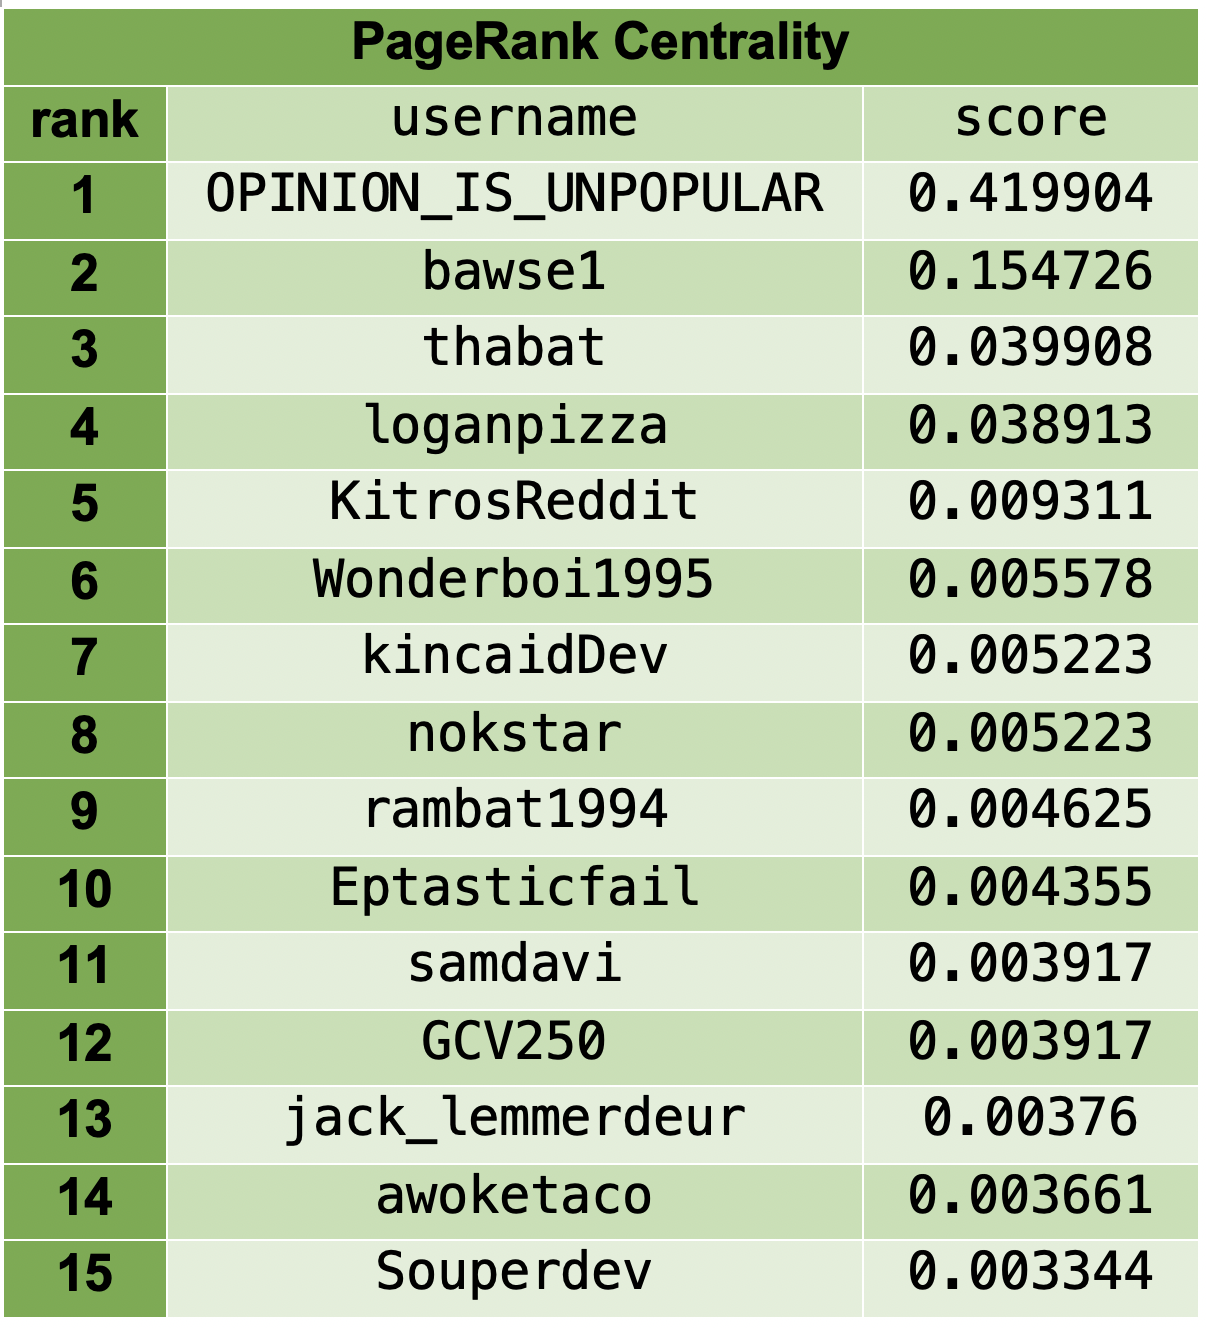 PageRank Centrality
rank username score
1 OPINION_IS_UNPOPULAR 0.419904
2 bawse1 0.154726
3 thabat 0.039908
4 loganpizza 0.038913
5 KitrosReddit 0.009311
6 Wonderboi1995 0.005578
7 kincaidDev 0.005223
8 nokstar 0.005223
9 rambat1994 0.004625
10 Eptasticfail 0.004355
11 samdavi 0.003917
12 GCV250 0.003917
13 jack_lemmerdeur 0.00376
14 awoketaco 0.003661
15 Souperdev 0.003344